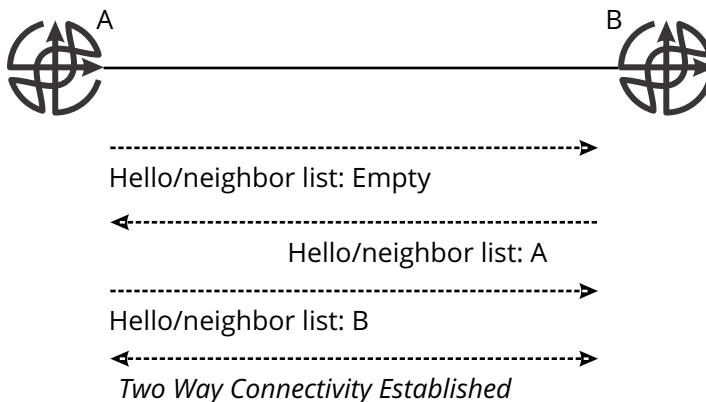 A
B
Hello/neighbor list: Empty
Hello/neighbor list: A
Hello/neighbor list: B
Two Way Connectivity Established